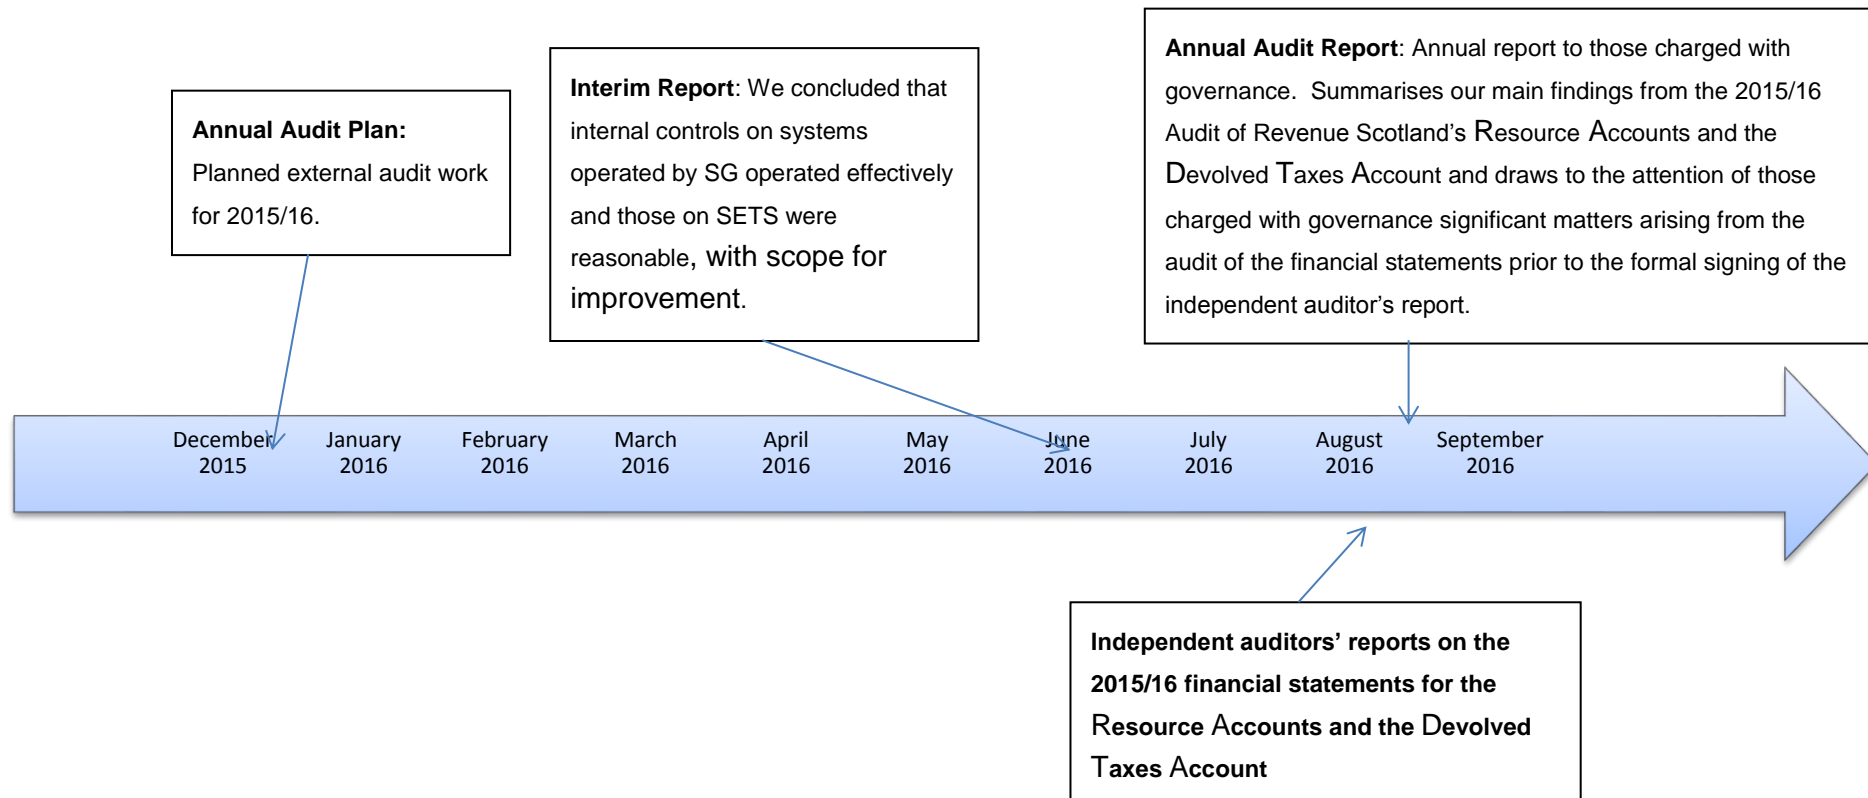 Annual Audit Plan:
Planned external audit work
for 2015/16.
Interim Report: We concluded that
internal controls on systems
operated by SG operated effectively
and those on SETS were
reasonable, with scope for
improvement.
Annual Audit Report: Annual report to those charged with
governance. Summarises our main findings from the 2015/16
Audit of Revenue Scotland's Resource Accounts and the
Devolved Taxes Account and draws to the attention of those
charged with governance significant matters arising from the
audit of the financial statements prior to the formal signing of the
independent auditor's report.
December
2015
January
2016
February
2016
March
2016
April
2016
May
2016
June
2016
July
2016
August
2016
September
2016
Independent auditors' reports on the
2015/16 financial statements for the
Resource Accounts and the Devolved
Taxes Account